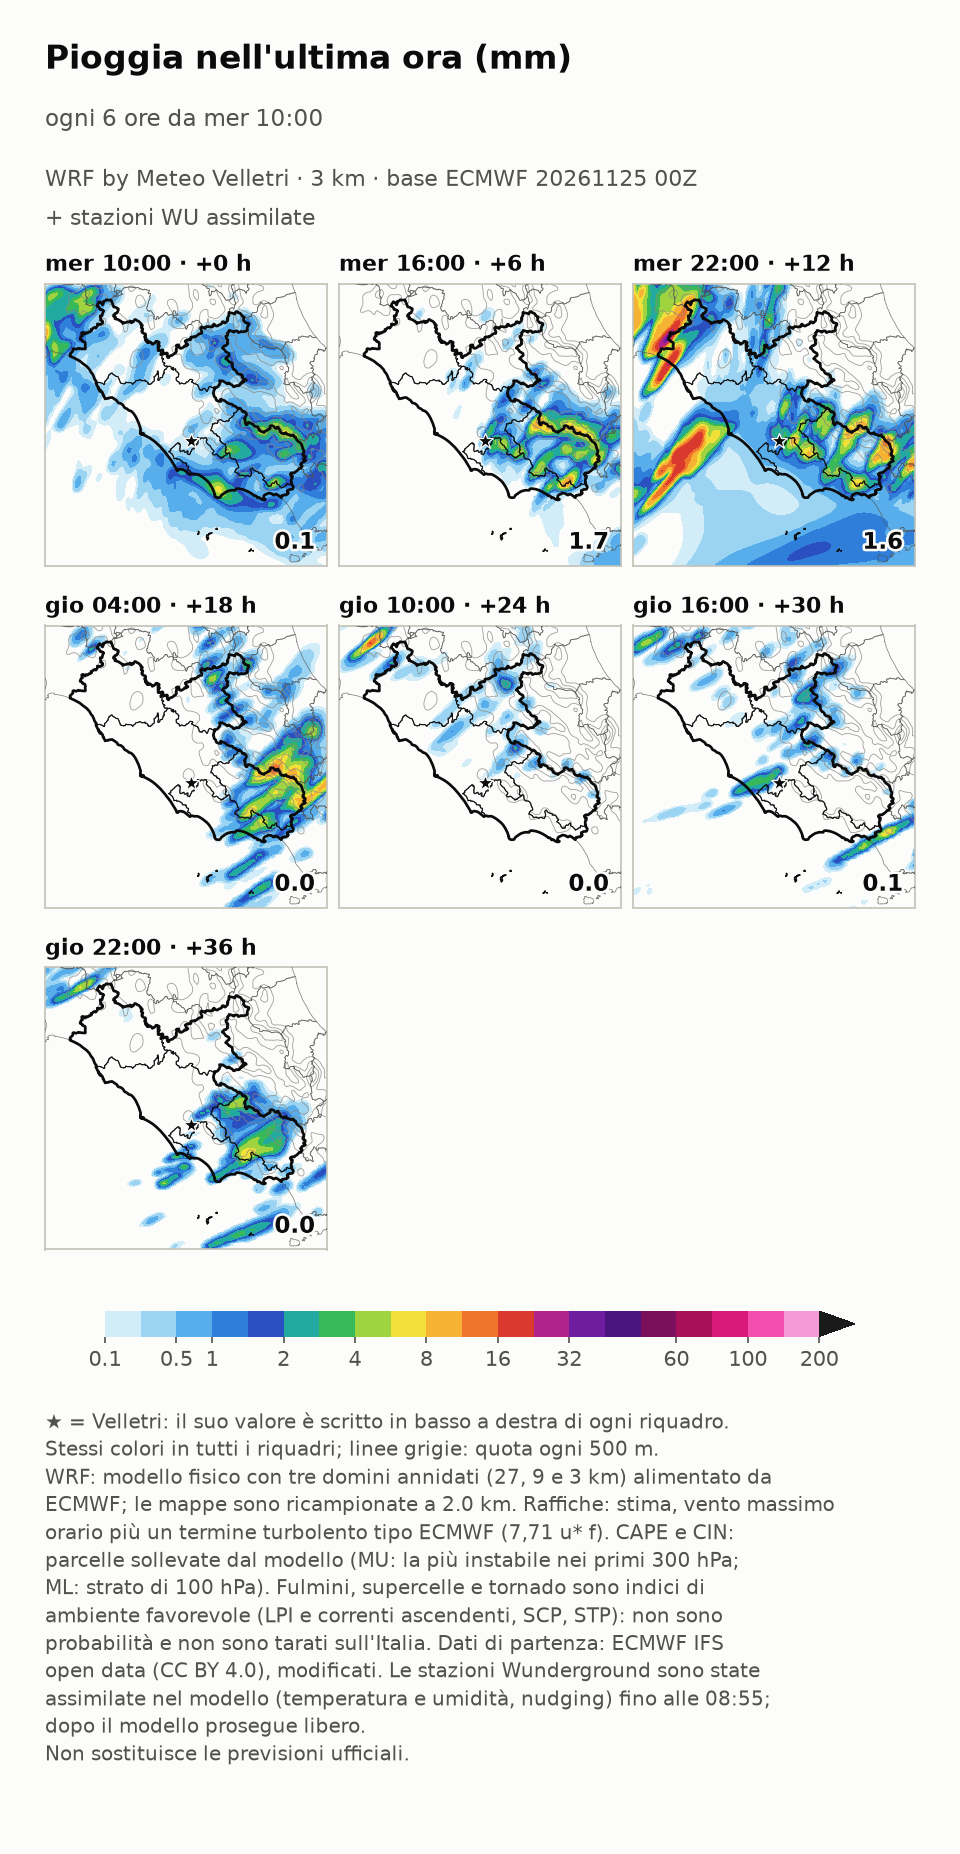 Pioggia nell'ultima ora (mm)
ogni 6 ore da mer 10:00
WRF by Meteo Velletri · 3 km · base ECMWF 20261125 00Z
+ stazioni WU assimilate
mer 10:00 · +0 h
mer 16:00 · +6 h
mer 22:00 · +12 h
0.1
1.7
1.6
gio 04:00 · +18 h
gio 10:00 · +24 h
gio 16:00 · +30 h
0.0
0.0
0.1
gio 22:00 · +36 h
0.0
0.1 0.5 1 2 4 8 16 32 60 100 200
★ = Velletri: il suo valore è scritto in basso a destra di ogni riquadro.
Stessi colori in tutti i riquadri; linee grigie: quota ogni 500 m.
WRF: modello fisico con tre domini annidati (27, 9 e 3 km) alimentato da
ECMWF; le mappe sono ricampionate a 2.0 km. Raffiche: stima, vento massimo
orario più un termine turbolento tipo ECMWF (7,71 u* f). CAPE e CIN:
parcelle sollevate dal modello (MU: la più instabile nei primi 300 hPa;
ML: strato di 100 hPa). Fulmini, supercelle e tornado sono indici di
ambiente favorevole (LPI e correnti ascendenti, SCP, STP): non sono
probabilità e non sono tarati sull'Italia. Dati di partenza: ECMWF IFS
open data (CC BY 4.0), modificati. Le stazioni Wunderground sono state
assimilate nel modello (temperatura e umidità, nudging) fino alle 08:55;
dopo il modello prosegue libero.
Non sostituisce le previsioni ufficiali.